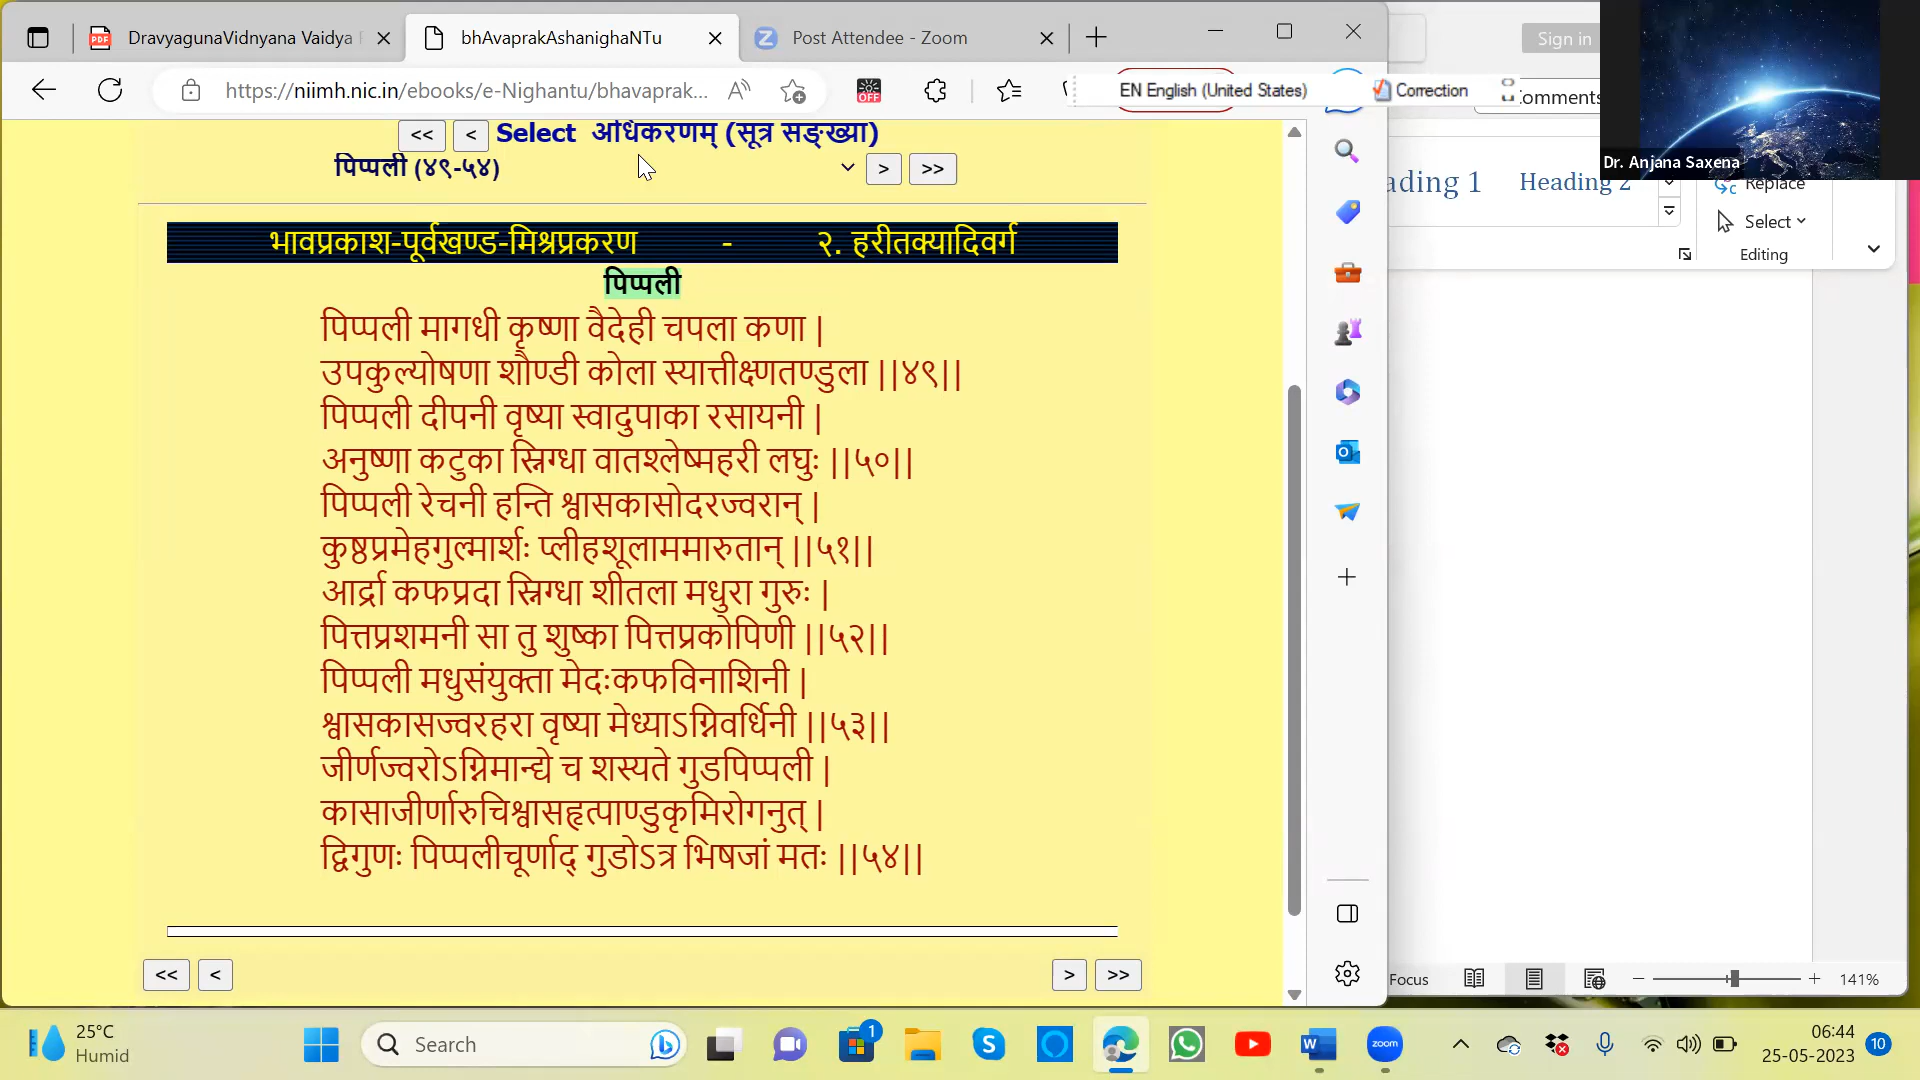 DravyagunaVidnyana Vaidya
bhAvaprakAshanighaNTu
Post Attendee - Zoom
Sign in
https://niimh.nic.in/ebooks/e-Nighantu/bhavaprak...
OFF
EN English (United States)
Correction
omments
Dr. Anjana Saxena
<< < Select अधिकरणम् (सूत्र सङ्ख्या)
पिप्पली (४९-५४)
> >>
ading 1
Heading 2
Replace
Select
Editing
भावप्रकाश-पूर्वखण्ड-मिश्रप्रकरण - २. हरीतक्यादिवर्ग
पिप्पली
पिप्पली मागधी कृष्णा वैदेही चपला कणा |
उपकुल्योषणा शौण्डी कोला स्यात्तीक्ष्णतण्डुला ||४९||
पिप्पली दीपनी वृष्या स्वादुपाका रसायनी |
अनुष्णा कटुका स्निग्धा वातश्लेष्महरी लघुः ||५०||
पिप्पली रेचनी हन्ति श्वासकासोदरज्वरान् |
कुष्ठप्रमेहगुल्मार्शः प्लीहशूलाममारुतान् ||५१||
आर्द्रा कफप्रदा स्निग्धा शीतला मधुरा गुरुः |
पित्तप्रशमनी सा तु शुष्का पित्तप्रकोपिणी ||५२||
पिप्पली मधुसंयुक्ता मेदःकफविनाशिनी |
श्वासकासज्वरहरा वृष्या मेध्याऽग्निवर्धिनी ||५३||
जीर्णज्वरोऽग्निमान्द्ये च शस्यते गुडपिप्पली |
कासाजीर्णारुचिश्वासहृत्पाण्डुकृमिरोगनुत् |
द्विगुणः पिप्पलीचूर्णाद् गुडोऽत्र भिषजां मतः ||५४||
<< <
> >>
Focus
141%
25°C
Humid
Search
1
zoom
06:44
25-05-2023
10